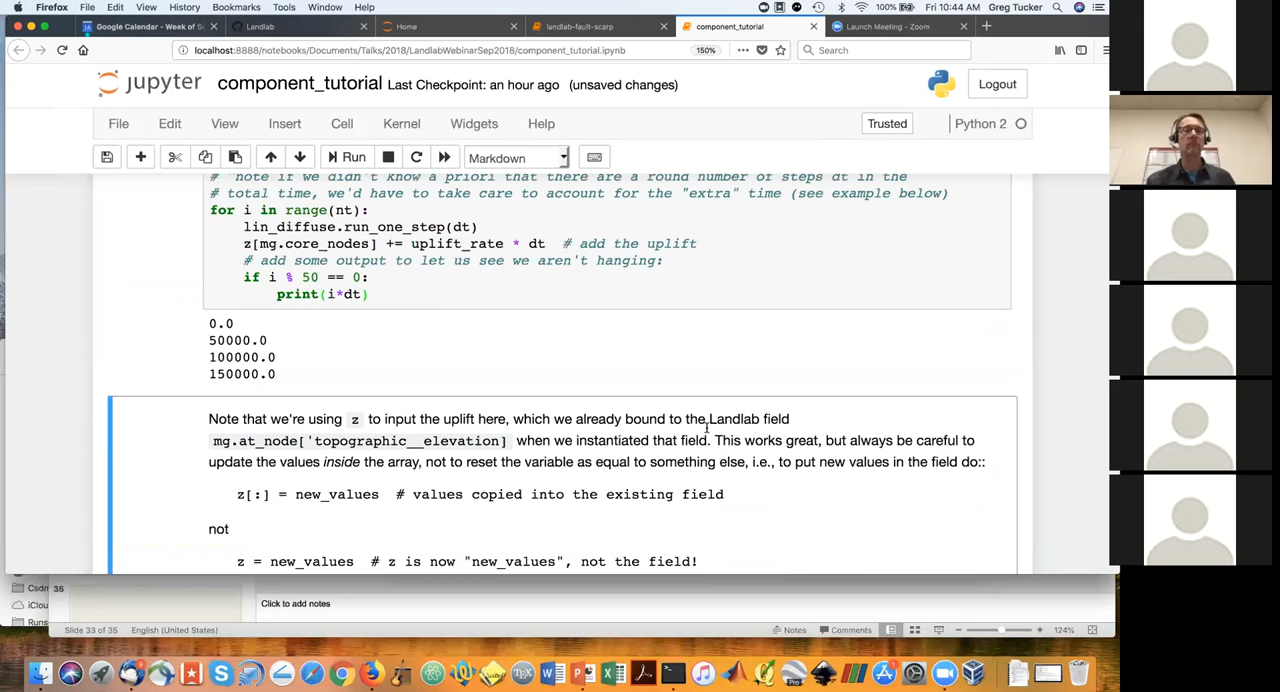 Firefox File Edit View History Bookmarks Tools Window Help 100% Fri 10:44 AM Greg Tucker
Google Calendar - Week of S
Landlab
Home
landlab-fault-scarp
component_tutorial
Launch Meeting - Zoom
localhost:8888/notebooks/Documents/Talks/2018/LandlabWebinarSep2018/component_tutorial.ipynb 150% Search
jupyter component_tutorial Last Checkpoint: an hour ago (unsaved changes) Logout
File Edit View Insert Cell Kernel Widgets Help Trusted Python 2
Run Markdown
# note if we didn't know a priori that there are a round number of steps dt in the
# total time, we'd have to take care to account for the "extra" time (see example below)
for i in range(nt):
lin_diffuse.run_one_step(dt)
z[mg.core_nodes] += uplift_rate * dt # add the uplift
# add some output to let us see we aren't hanging:
if i % 50 == 0:
print(i*dt)
0.0
50000.0
100000.0
150000.0
Note that we're using z to input the uplift here, which we already bound to the Landlab field
mg.at_node['topographic__elevation] when we instantiated that field. This works great, but always be careful to
update the values inside the array, not to reset the variable as equal to something else, i.e., to put new values in the field do::
z[:] = new_values # values copied into the existing field
not
z = new_values # z is now "new_values", not the field!
Csdm
iClou
Runs
35
Click to add notes
Slide 33 of 35 English (United States) Notes Comments 124%